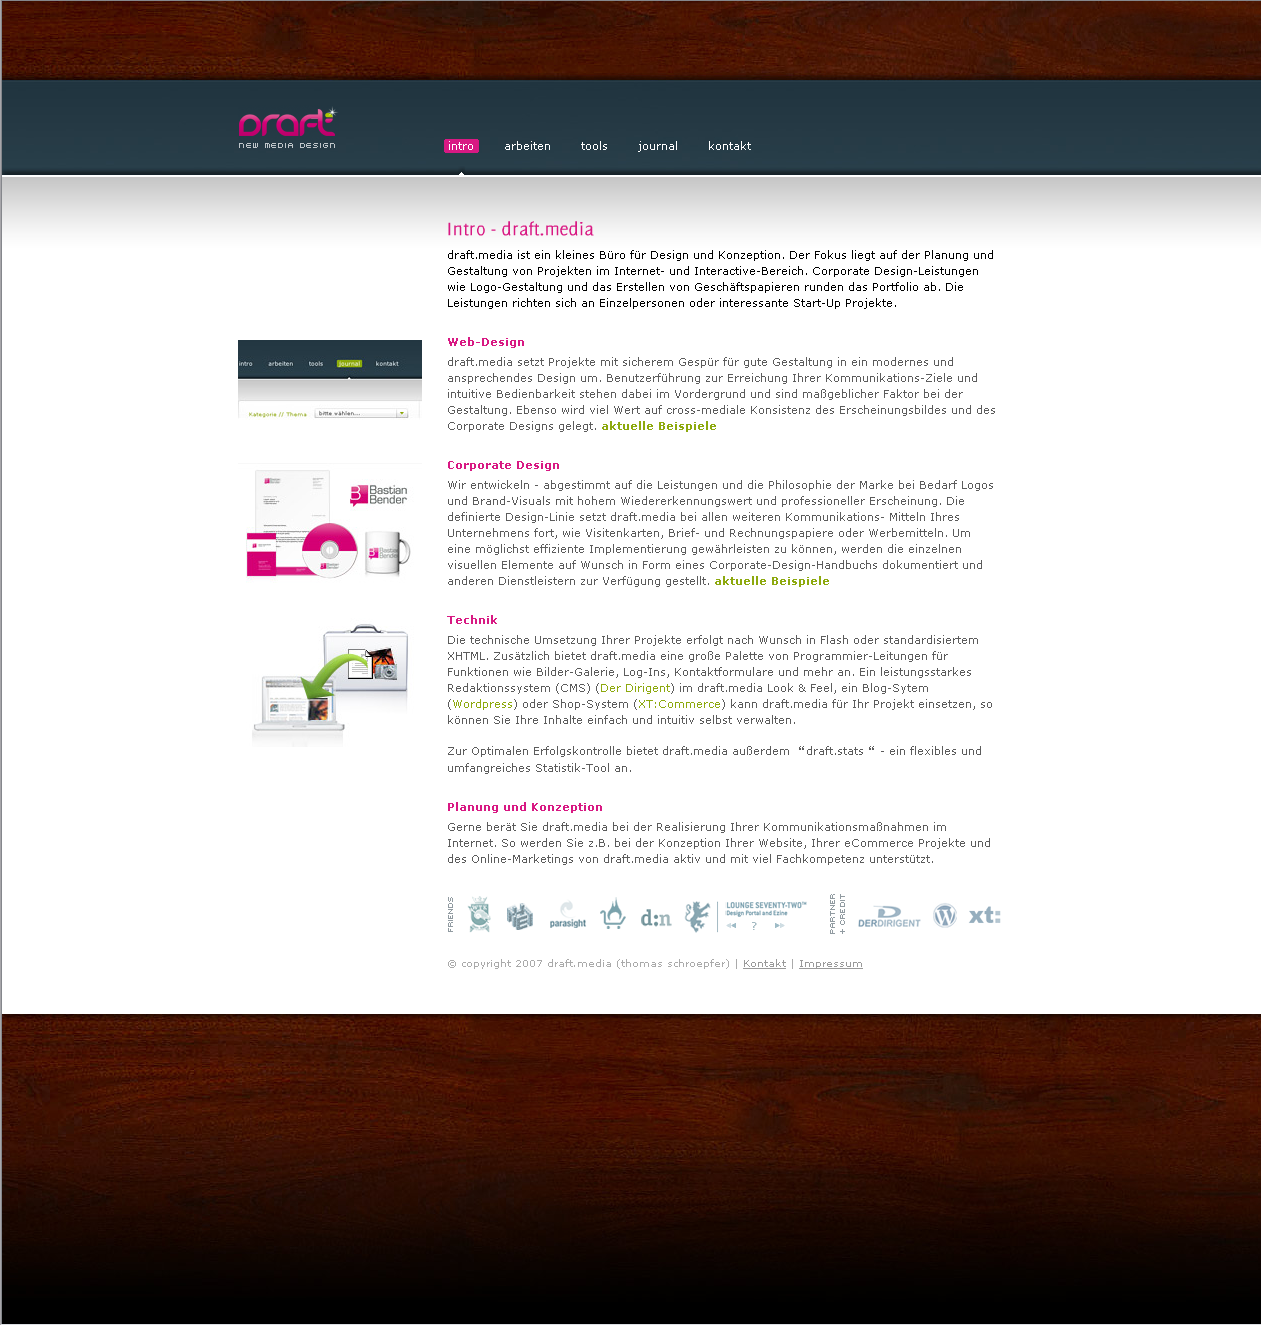 Draft
NEW MEDIA DESIGN
intro arbeiten tools journal kontakt
Intro - draft.media
draft.media ist ein kleines Büro für Design und Konzeption. Der Fokus liegt auf der Planung und
Gestaltung von Projekten im Internet- und Interactive-Bereich. Corporate Design-Leistungen
wie Logo-Gestaltung und das Erstellen von Geschäftspapieren runden das Portfolio ab. Die
Leistungen richten sich an Einzelpersonen oder interessante Start-Up Projekte.
intro arbeiten tools journal kontakt
Kategorie // Thema bitte wählen...
Web-Design
draft.media setzt Projekte mit sicherem Gespür für gute Gestaltung in ein modernes und
ansprechendes Design um. Benutzerführung zur Erreichung Ihrer Kommunikations-Ziele und
intuitive Bedienbarkeit stehen dabei im Vordergrund und sind maßgeblicher Faktor bei der
Gestaltung. Ebenso wird viel Wert auf cross-mediale Konsistenz des Erscheinungsbildes und des
Corporate Designs gelegt. aktuelle Beispiele
Bastian
Bender
Corporate Design
Wir entwickeln - abgestimmt auf die Leistungen und die Philosophie der Marke bei Bedarf Logos
und Brand-Visuals mit hohem Wiedererkennungswert und professioneller Erscheinung. Die
definierte Design-Linie setzt draft.media bei allen weiteren Kommunikations- Mitteln Ihres
Unternehmens fort, wie Visitenkarten, Brief- und Rechnungspapiere oder Werbemitteln. Um
eine möglichst effiziente Implementierung gewährleisten zu können, werden die einzelnen
visuellen Elemente auf Wunsch in Form eines Corporate-Design-Handbuchs dokumentiert und
anderen Dienstleistern zur Verfügung gestellt. aktuelle Beispiele
Technik
Die technische Umsetzung Ihrer Projekte erfolgt nach Wunsch in Flash oder standardisiertem
XHTML. Zusätzlich bietet draft.media eine große Palette von Programmier-Leitungen für
Funktionen wie Bilder-Galerie, Log-Ins, Kontaktformulare und mehr an. Ein leistungsstarkes
Redaktionssystem (CMS) (Der Dirigent) im draft.media Look & Feel, ein Blog-Sytem
(Wordpress) oder Shop-System (XT:Commerce) kann draft.media für Ihr Projekt einsetzen, so
können Sie Ihre Inhalte einfach und intuitiv selbst verwalten.
Zur Optimalen Erfolgskontrolle bietet draft.media außerdem “draft.stats “ - ein flexibles und
umfangreiches Statistik-Tool an.
Planung und Konzeption
Gerne berät Sie draft.media bei der Realisierung Ihrer Kommunikationsmaßnahmen im
Internet. So werden Sie z.B. bei der Konzeption Ihrer Website, Ihrer eCommerce Projekte und
des Online-Marketings von draft.media aktiv und mit viel Fachkompetenz unterstützt.
FRIENDS
parasight
d:n
LOUNGE SEVENTY-TWO™
Design Portal and Ezine
?
PARTNER
+ CREDIT
DERDIRIGENT
W
xt:
© copyright 2007 draft.media (thomas schroepfer) | Kontakt | Impressum